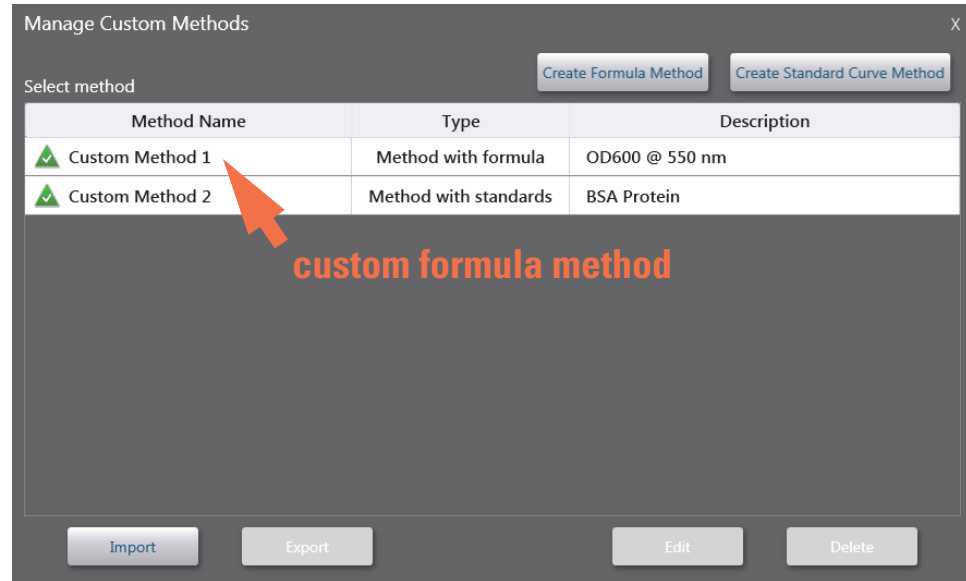 Manage Custom Methods X
Select method Create Formula Method Create Standard Curve Method
Method Name Type Description
Custom Method 1 Method with formula OD600 @ 550 nm
Custom Method 2 Method with standards BSA Protein
custom formula method
Import Export Edit Delete